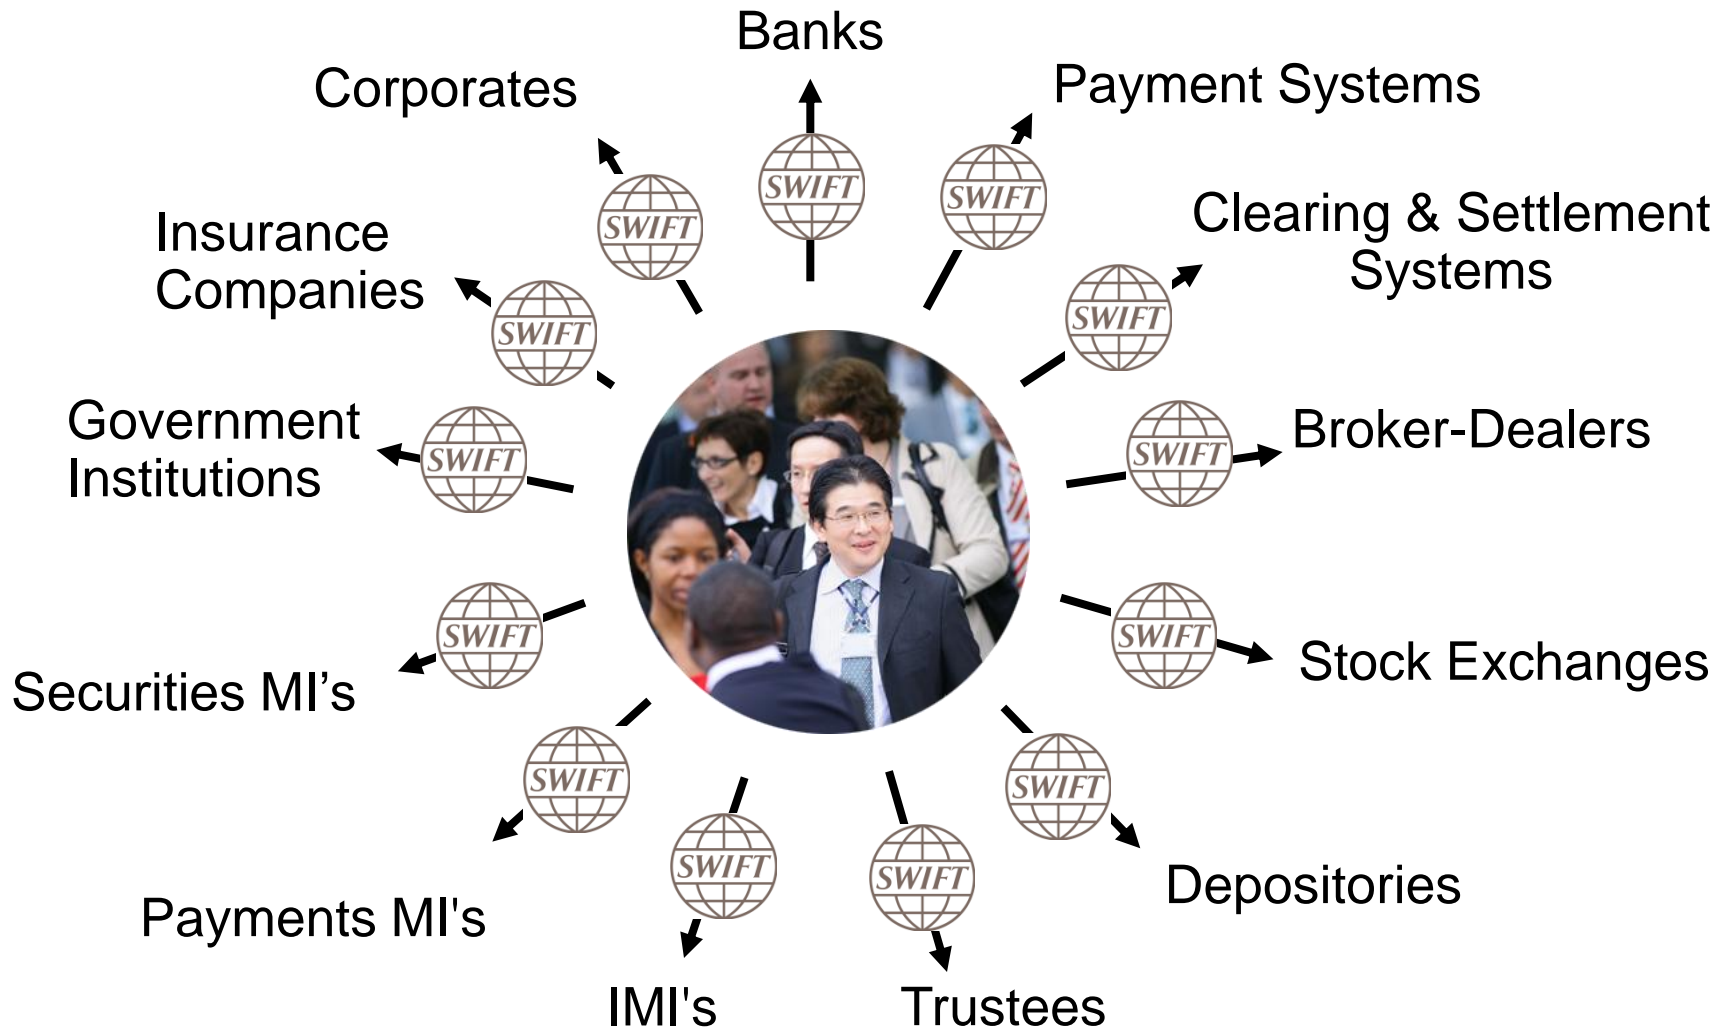 Banks
Payment Systems
Corporates
SWIFT
SWIFT
SWIFT
Clearing & Settlement
Systems
Insurance
Companies
SWIFT
SWIFT
Government
Institutions
SWIFT
SWIFT
Broker-Dealers
Securities MI’s
SWIFT
SWIFT
Stock Exchanges
Payments MI's
SWIFT
SWIFT
Depositories
SWIFT
SWIFT
IMI's
Trustees